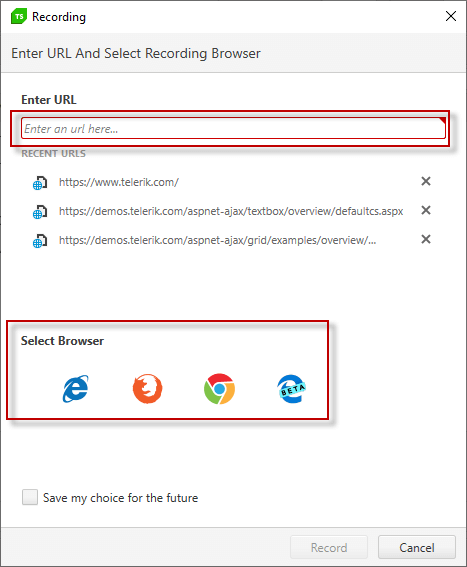 TS Recording
Enter URL And Select Recording Browser
Enter URL
Enter an url here...
RECENT URLS
https://www.telerik.com/
https://demos.telerik.com/aspnet-ajax/textbox/overview/defaultcs.aspx
https://demos.telerik.com/aspnet-ajax/grid/examples/overview/...
Select Browser
BETA
Save my choice for the future
Record Cancel